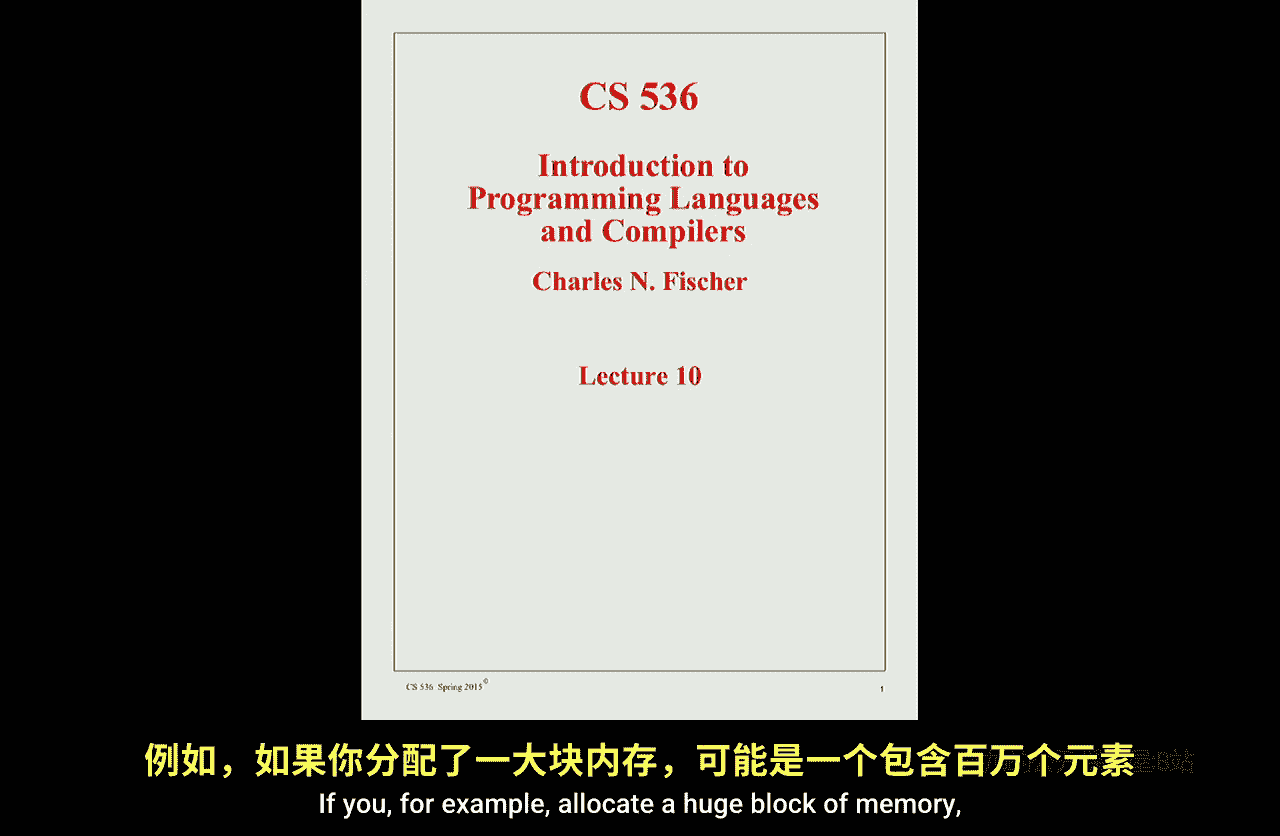 CS 536
Introduction to
Programming Languages
and Compilers
Charles N. Fischer
Lecture 10
CS 536 Spring 2015©
1
例如，如果你分配了一大块内存，可能是一个包含百万个元素
If you, for example, allocate a huge block of memory,